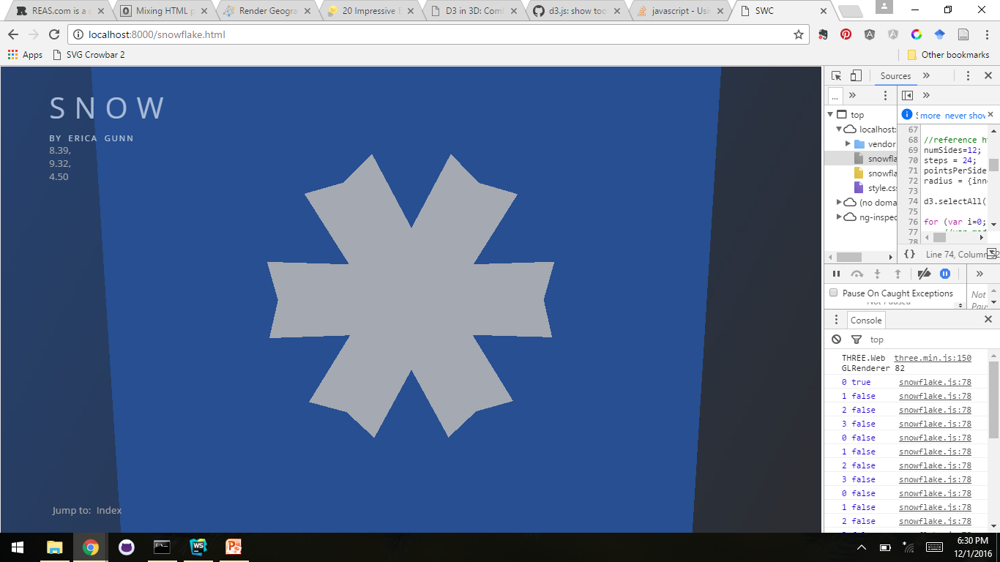 REAS.com is a c
Mixing HTML p
Render Geogra
20 Impressive E
D3 in 3D: Coml
d3.js: show too
javascript - Usi
SWC
localhost:8000/snowflake.html
Apps
SVG Crowbar 2
Other bookmarks
SNOW
BY ERICA GUNN
8.39,
9.32,
4.50
Jump to: Index
Sources
...
top
localhost:
vendor
snowfla
snowfla
style.css
(no doma
ng-inspec
more never show
67
68 //reference ht
69 numSides=12;
70 steps = 24;
71 pointsPerSide
72 radius = {inne
73
74 d3.selectAll(
75
76 for (var i=0;
77
78
{} Line 74, Column 52
Pause On Caught Exceptions
Not Paused
Not
Pau
Console
top
THREE.Web three.min.js:150
GLRenderer 82
0 true snowflake.js:78
1 false snowflake.js:78
2 false snowflake.js:78
3 false snowflake.js:78
0 false snowflake.js:78
1 false snowflake.js:78
2 false snowflake.js:78
3 false snowflake.js:78
0 false snowflake.js:78
1 false snowflake.js:78
2 false snowflake.js:78
6:30 PM
12/1/2016